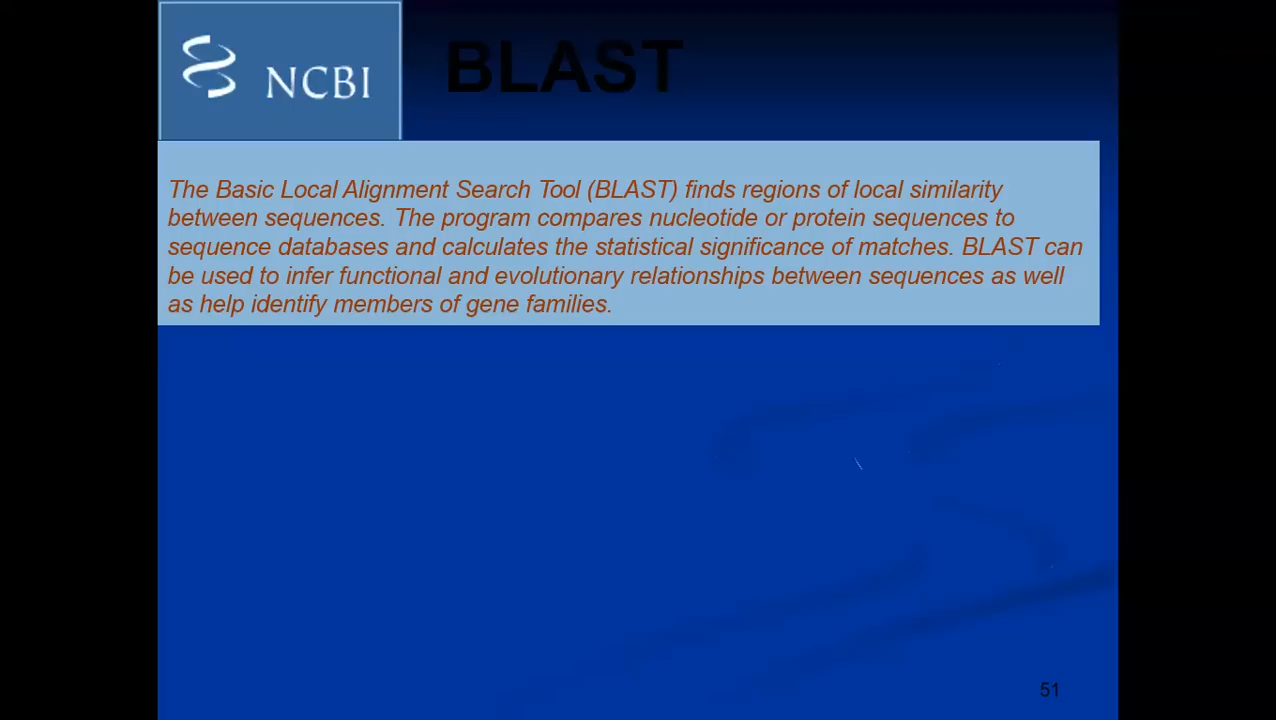 NCBI
BLAST
The Basic Local Alignment Search Tool (BLAST) finds regions of local similarity
between sequences. The program compares nucleotide or protein sequences to
sequence databases and calculates the statistical significance of matches. BLAST can
be used to infer functional and evolutionary relationships between sequences as well
as help identify members of gene families.
51